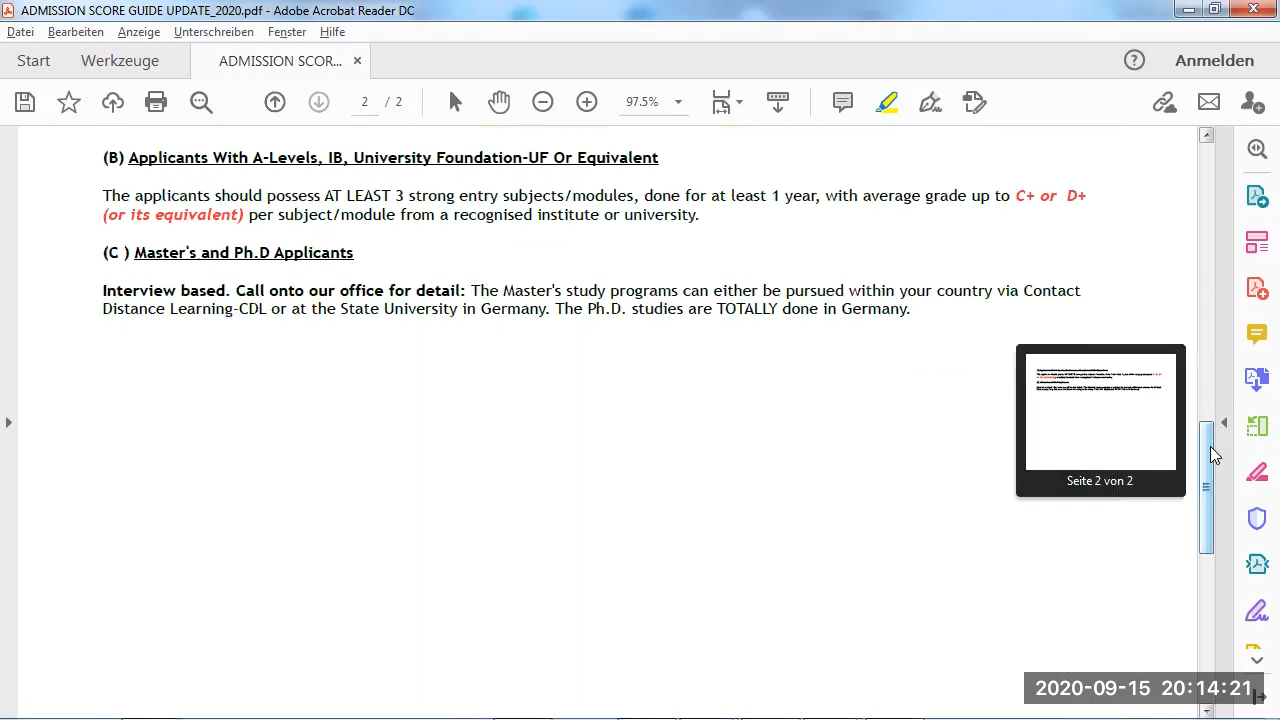 ADMISSION SCORE GUIDE UPDATE_2020.pdf - Adobe Acrobat Reader DC
Datei Bearbeiten Anzeige Unterschreiben Fenster Hilfe
Start Werkzeuge ADMISSION SCOR... × Anmelden
2 / 2 97.5%
(B) Applicants With A-Levels, IB, University Foundation-UF Or Equivalent
The applicants should possess AT LEAST 3 strong entry subjects/modules, done for at least 1 year, with average grade up to C+ or D+
(or its equivalent) per subject/module from a recognised institute or university.
(C ) Master's and Ph.D Applicants
Interview based. Call onto our office for detail: The Master's study programs can either be pursued within your country via Contact
Distance Learning-CDL or at the State University in Germany. The Ph.D. studies are TOTALLY done in Germany.
Seite 2 von 2
2020-09-15 20:14:21